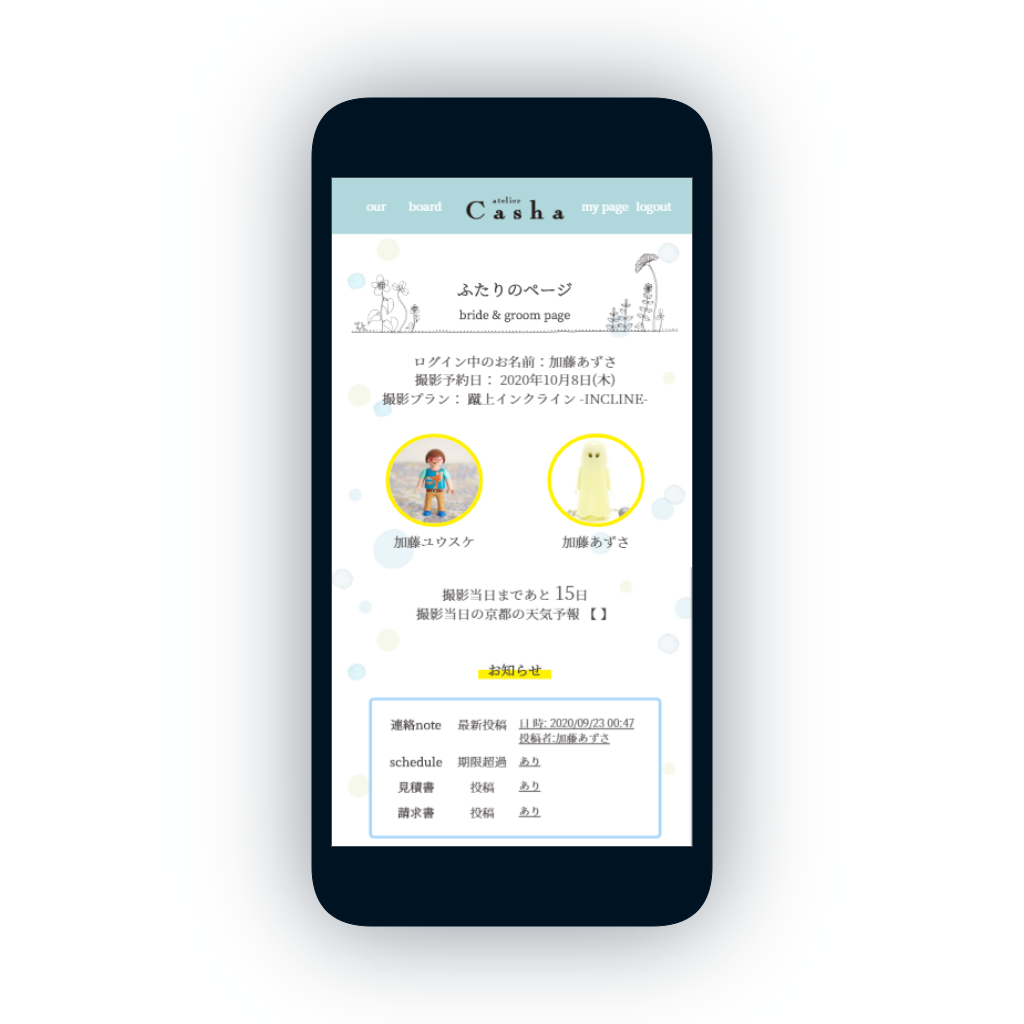 our board atelier Casha my page logout
ふたりのページ
bride & groom page
ログイン中のお名前：加藤あずさ
撮影予約日： 2020年10月8日(木)
撮影プラン： 蹴上インクライン -INCLINE-
加藤ユウスケ 加藤あずさ
撮影当日まであと 15日
撮影当日の京都の天気予報 【 】
お知らせ
連絡note 最新投稿 日時: 2020/09/23 00:47
投稿者:加藤あずさ
schedule 期限超過 あり
見積書 投稿 あり
請求書 投稿 あり